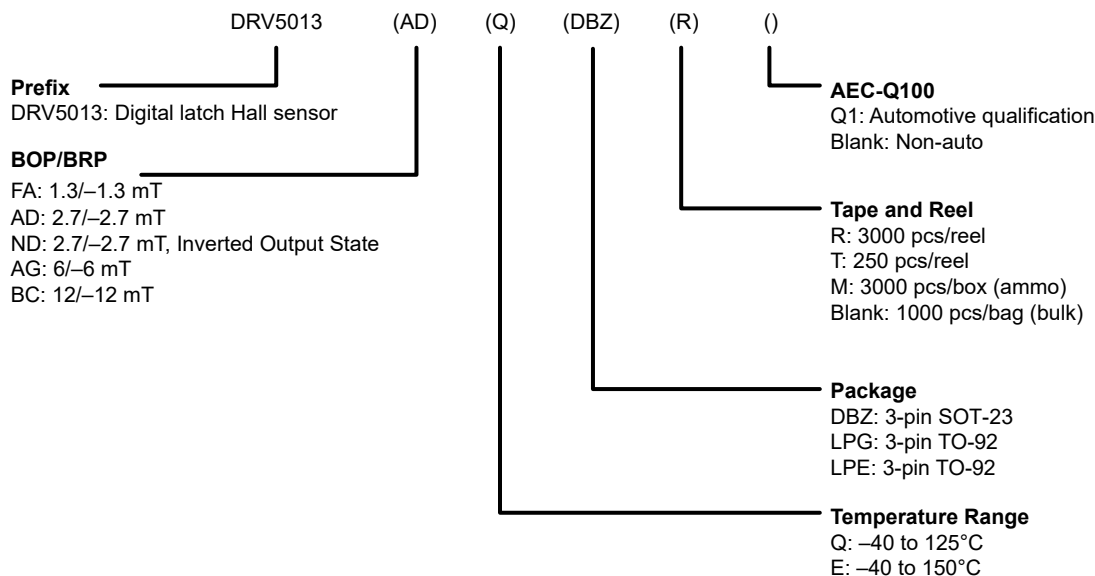 DRV5013 (AD) (Q) (DBZ) (R) ()
Prefix
DRV5013: Digital latch Hall sensor
BOP/BRP
FA: 1.3/–1.3 mT
AD: 2.7/–2.7 mT
ND: 2.7/–2.7 mT, Inverted Output State
AG: 6/–6 mT
BC: 12/–12 mT
AEC-Q100
Q1: Automotive qualification
Blank: Non-auto
Tape and Reel
R: 3000 pcs/reel
T: 250 pcs/reel
M: 3000 pcs/box (ammo)
Blank: 1000 pcs/bag (bulk)
Package
DBZ: 3-pin SOT-23
LPG: 3-pin TO-92
LPE: 3-pin TO-92
Temperature Range
Q: –40 to 125°C
E: –40 to 150°C